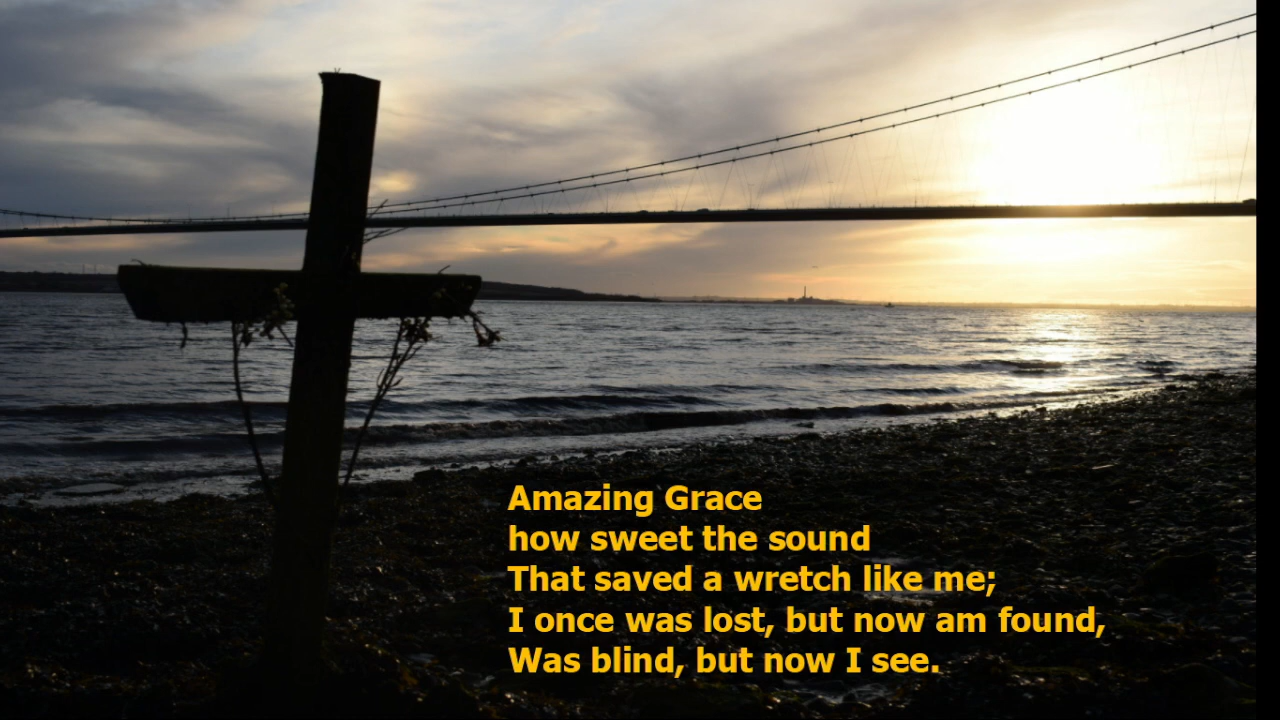 Amazing Grace
how sweet the sound
That saved a wretch like me;
I once was lost, but now am found,
Was blind, but now I see.